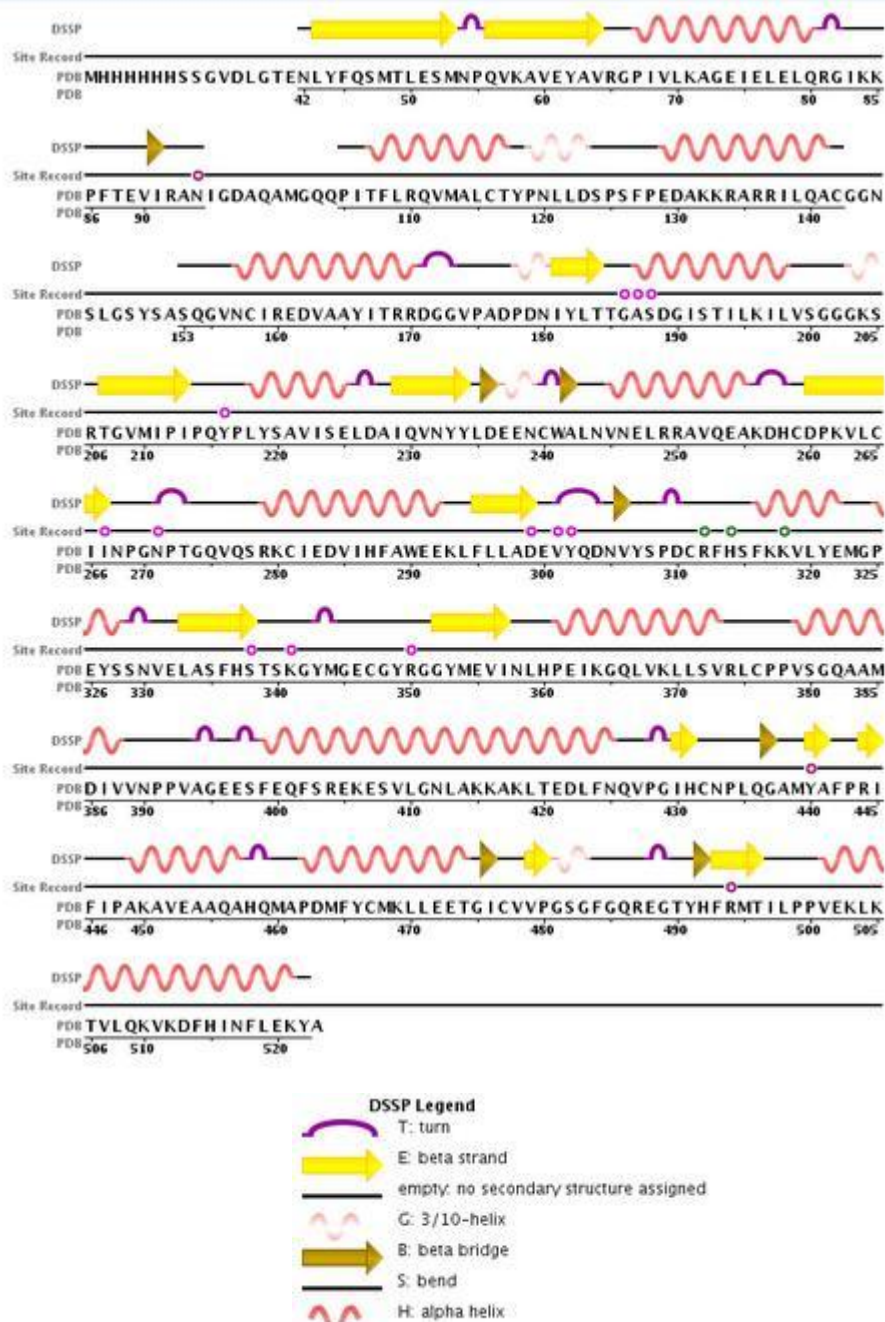 DSSP
Site Record
PDB MHHHHHHSSGVDLGTENLYFQSMTLESMNPQVKAVEYAVRGPIVLKAGEIELELQRGIKK
PDB 42 50 60 70 80 85
DSSP
Site Record
PDB PFTEVIRANIGDAQAMGQQPITFLRQVMALCTYPNLLDSPSFPEDAKKRARRILQACGGN
PDB 86 90 110 120 130 140
DSSP
Site Record
PDB SLGSYSASQGVNCIREDVAAYITRRDGGVPADPDNIYLTTGASDGISTILKILVSGGGKS
PDB 153 160 170 180 190 200 205
DSSP
Site Record
PDB RTGVMIPIPQYPLYSAVISELDAIQVNYYLDEENCWALNVNELRRAVQEAKDHCDPKVLC
PDB 206 210 220 230 240 250 260 265
DSSP
Site Record
PDB IINPGNPTGQVQSRKCIEDVIHFAWEEKLFLLADEVYQDNVYSPDCRFHSFKKVLYEMGP
PDB 266 270 280 290 300 310 320 325
DSSP
Site Record
PDB EYSSNVELASFHSTSKGYMGECGYRGGYMEVINLHPEIKGQLVKLLSVRLCPPVSGQAAM
PDB 326 330 340 350 360 370 380 385
DSSP
Site Record
PDB DIVVNPPVAGEESFEQFSREKESVLGNLAKKAKLTEDLFNQVPGIHCNPLQGAMYAFPRI
PDB 386 390 400 410 420 430 440 445
DSSP
Site Record
PDB FIPAKAVEAAQAHQMAPDMFYCMKLLEETGICVVPGSGFGQREGTYHFRMTILPPVEKLK
PDB 446 450 460 470 480 490 500 505
DSSP
Site Record
PDB TVLQKVKDFHINFLEKYA
PDB 506 510 520
DSSP Legend
T: turn
E: beta strand
empty: no secondary structure assigned
G: 3/10-helix
B: beta bridge
S: bend
H: alpha helix